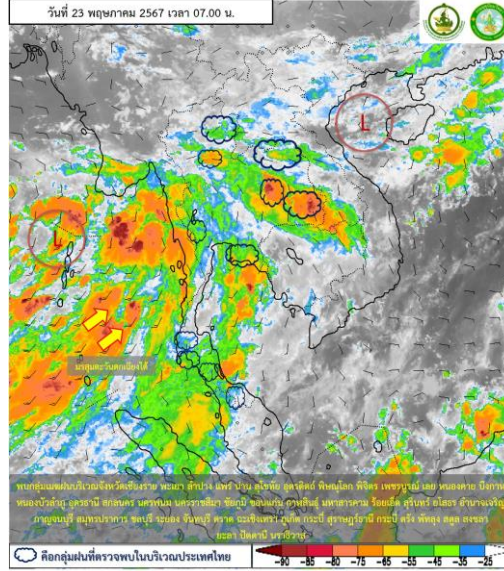 วันที่ 23 พฤษภาคม 2567 เวลา 07.00 น.
L
L
มรสุมตะวันตกเฉียงใต้
พบกลุ่มเมฆฝนบริเวณจังหวัดเชียงราย พะเยา ลำปาง แพร่ น่าน สุโขทัย อุตรดิตถ์ พิษณุโลก พิจิตร เพชรบูรณ์ เลย หนองคาย บึงกาฬ
หนองบัวลำภู อุดรธานี สกลนคร นครพนม นครราชสีมา ชัยภูมิ ขอนแก่น กาฬสินธุ์ มหาสารคาม ร้อยเอ็ด สุรินทร์ ยโสธร อำนาจเจริญ
กาญจนบุรี สมุทรปราการ ชลบุรี ระยอง จันทบุรี ตราด ฉะเชิงเทรา ภูเก็ต กระบี่ สุราษฎร์ธานี กระบี่ ตรัง พัทลุง สตูล สงขลา
ยะลา ปัตตานี นราธิวาส
คือกลุ่มฝนที่ตรวจพบในบริเวณประเทศไทย
-90 -85 -80 -75 -65 -55 -45 -35 -25